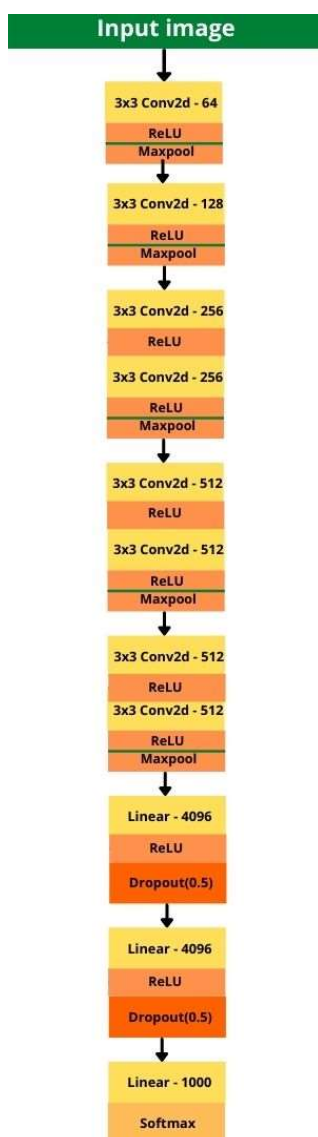 Input image
3x3 Conv2d - 64
ReLU
Maxpool
3x3 Conv2d - 128
ReLU
Maxpool
3x3 Conv2d - 256
ReLU
3x3 Conv2d - 256
ReLU
Maxpool
3x3 Conv2d - 512
ReLU
3x3 Conv2d - 512
ReLU
Maxpool
3x3 Conv2d - 512
ReLU
3x3 Conv2d - 512
ReLU
Maxpool
Linear - 4096
ReLU
Dropout(0.5)
Linear - 4096
ReLU
Dropout(0.5)
Linear - 1000
Softmax